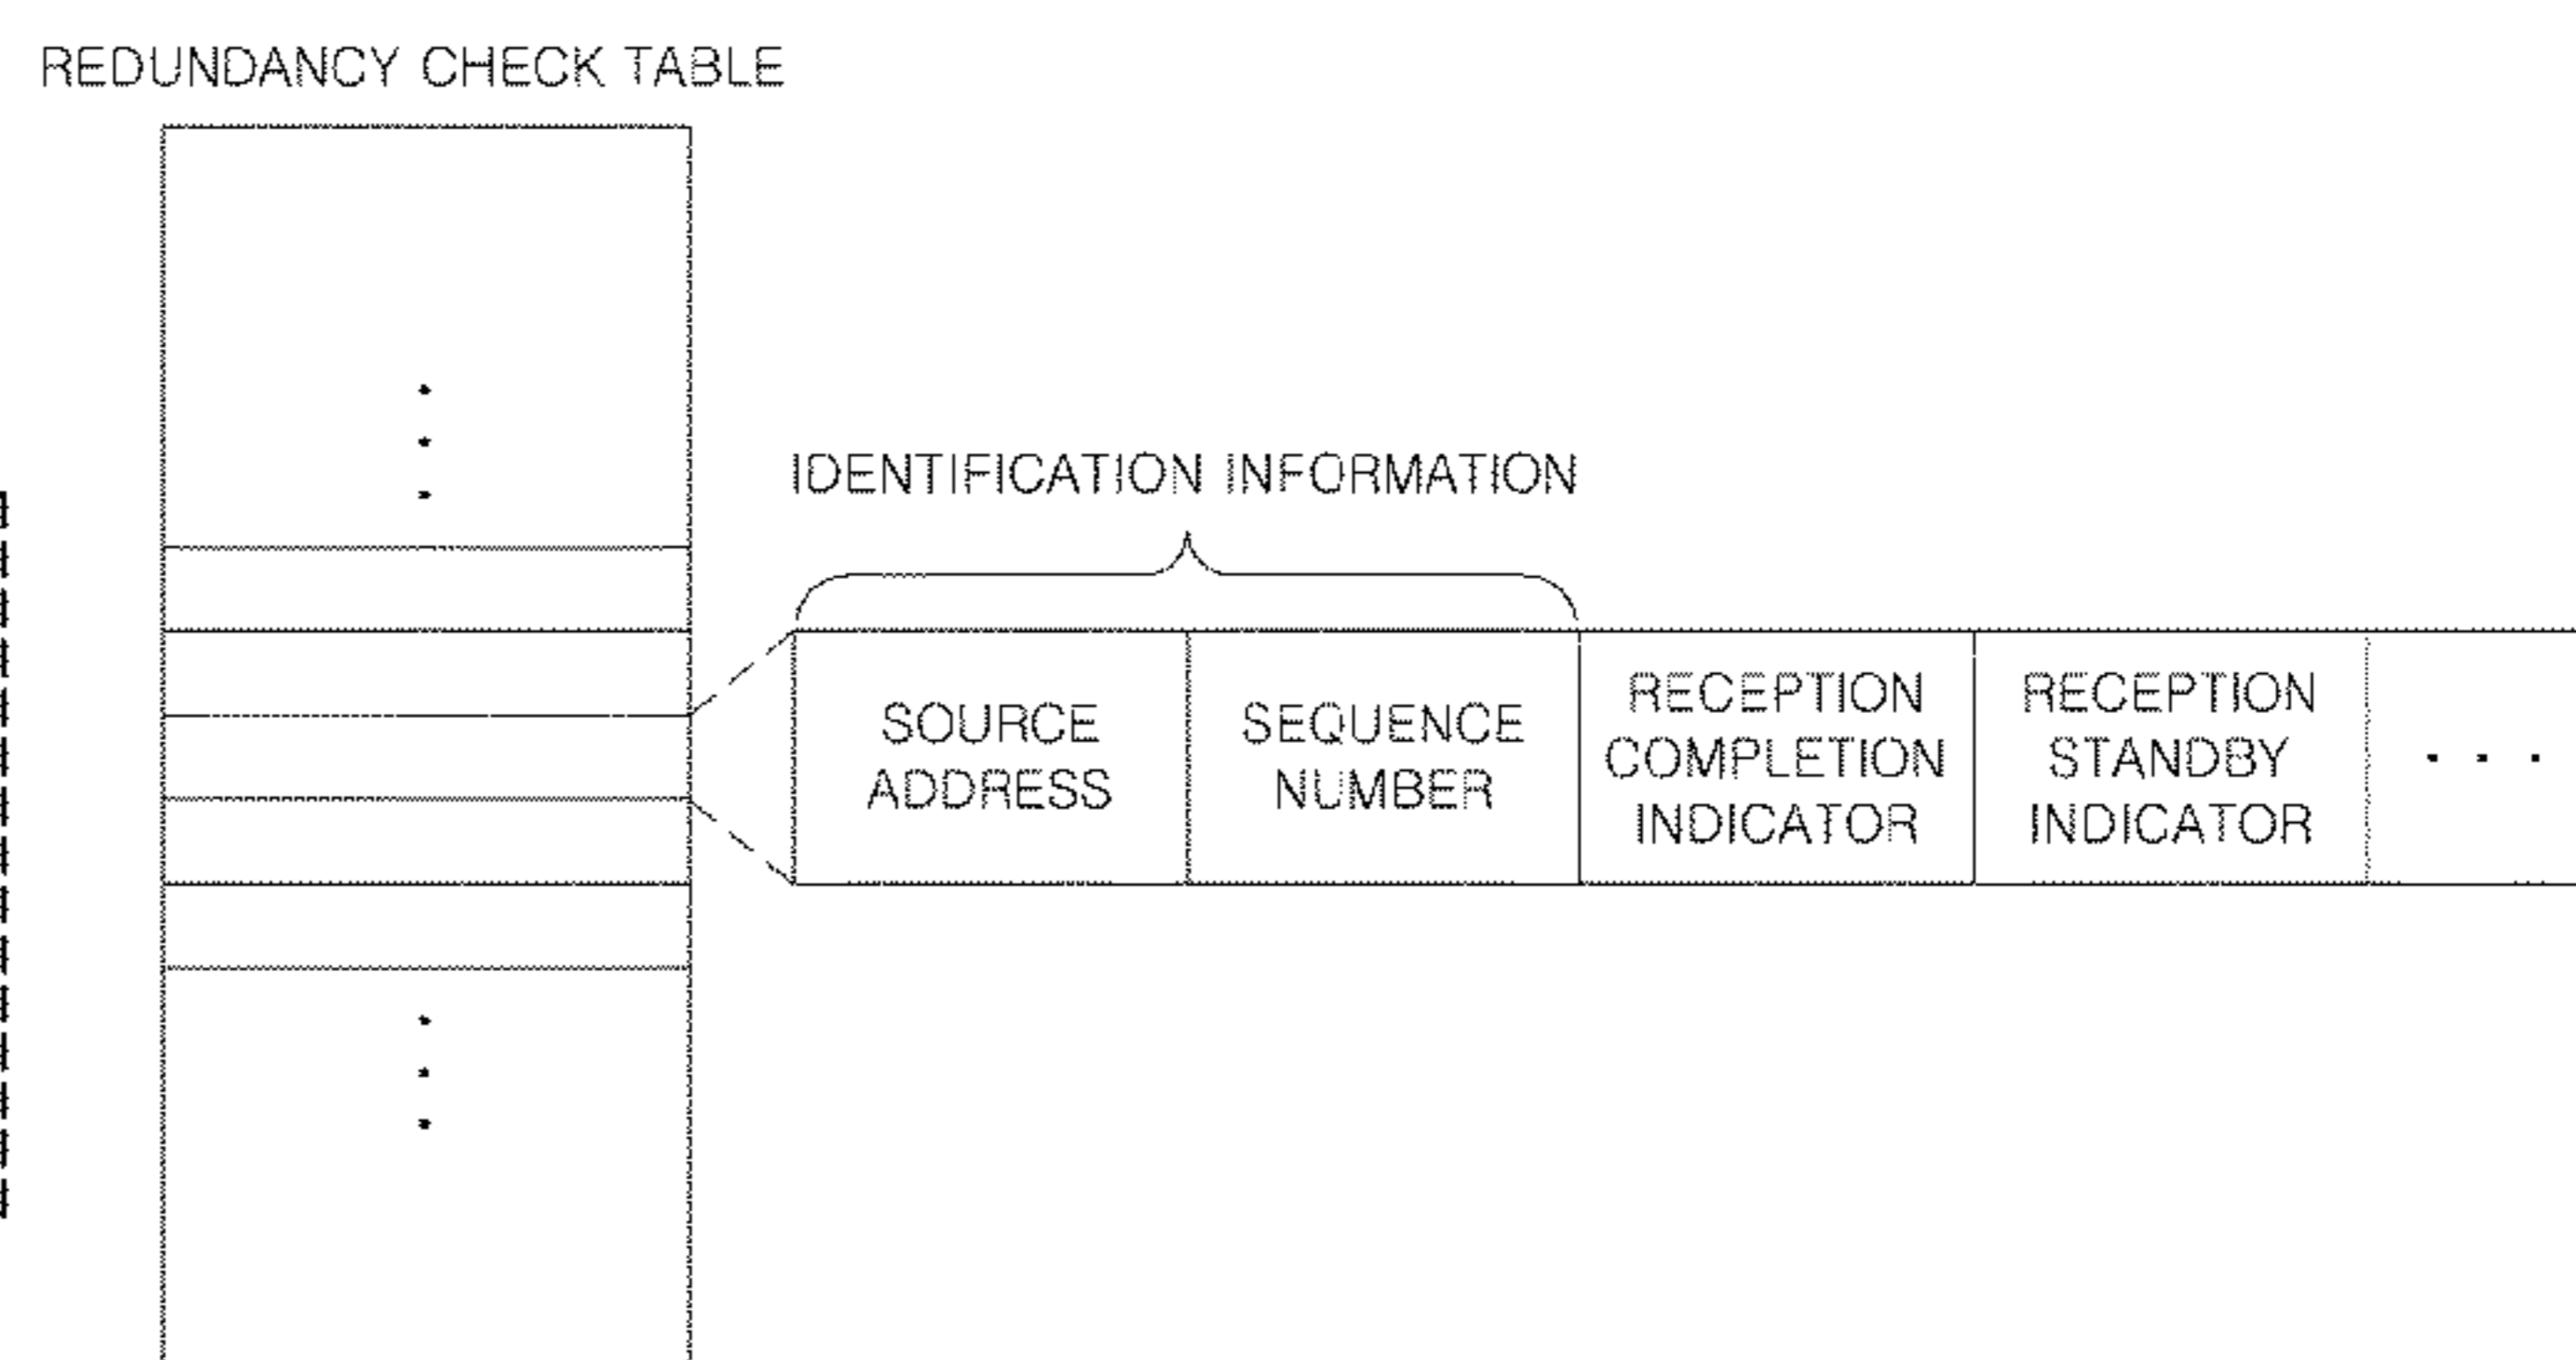 REDUNDANCY CHECK TABLE
IDENTIFICATION INFORMATION
SOURCE
ADDRESS
SEQUENCE
NUMBER
RECEPTION
COMPLETION
INDICATOR
RECEPTION
STANDBY
INDICATOR
. . .